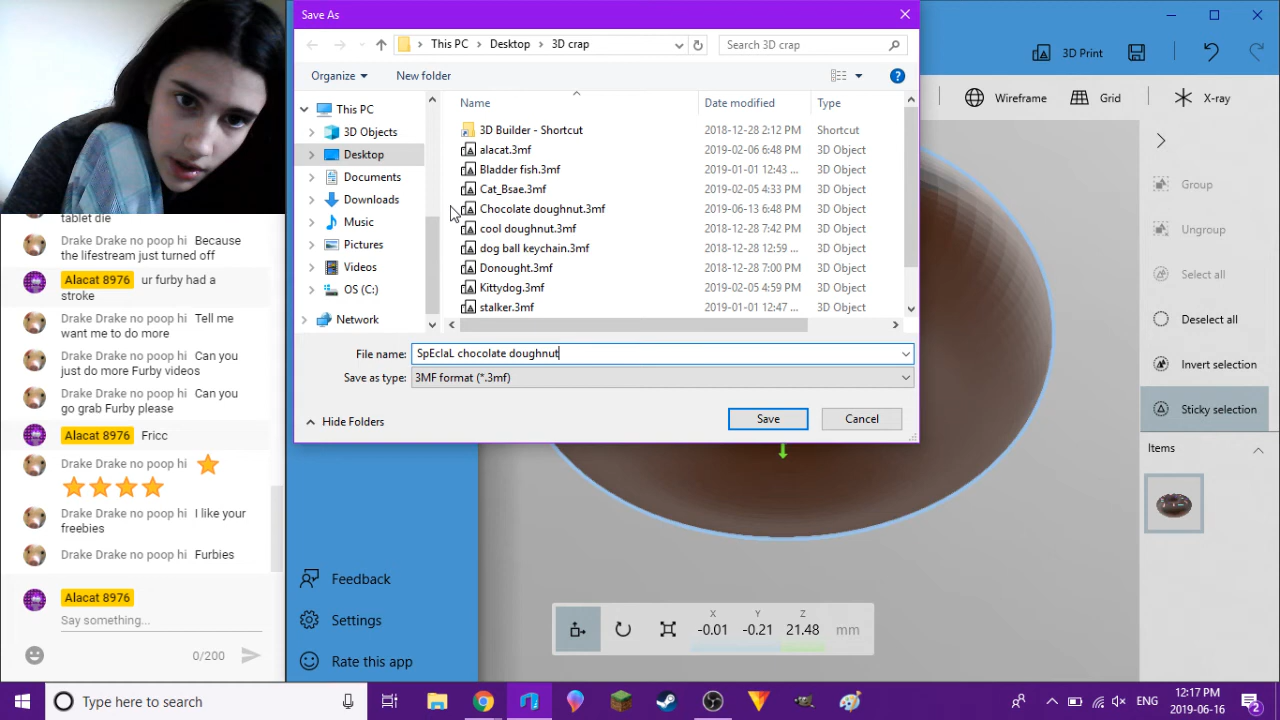 tablet die
Drake Drake no poop hi Because
the lifestream just turned off
Alacat 8976 ur furby had a
stroke
Drake Drake no poop hi Tell me
want me to do more
Drake Drake no poop hi Can you
just do more Furby videos
Drake Drake no poop hi Can you
go grab Furby please
Alacat 8976 Fricc
Drake Drake no poop hi
Drake Drake no poop hi I like your
freebies
Drake Drake no poop hi Furbies
Alacat 8976
Say something...
0/200
Save As
This PC Desktop 3D crap
Search 3D crap
Organize New folder
This PC
3D Objects
Desktop
Documents
Downloads
Music
Pictures
Videos
OS (C:)
Network
Name Date modified Type
3D Builder - Shortcut 2018-12-28 2:12 PM Shortcut
alacat.3mf 2019-02-06 6:48 PM 3D Object
Bladder fish.3mf 2019-01-01 12:43 ... 3D Object
Cat_Bsae.3mf 2019-02-05 4:33 PM 3D Object
Chocolate doughnut.3mf 2019-06-13 6:48 PM 3D Object
cool doughnut.3mf 2018-12-28 7:42 PM 3D Object
dog ball keychain.3mf 2018-12-28 12:59 ... 3D Object
Donought.3mf 2018-12-28 7:00 PM 3D Object
Kittydog.3mf 2019-02-05 4:59 PM 3D Object
stalker.3mf 2019-01-01 12:47 ... 3D Object
File name: SpEcIaL chocolate doughnut
Save as type: 3MF format (*.3mf)
Hide Folders
Save Cancel
3D Print
Wireframe Grid X-ray
Group
Ungroup
Select all
Deselect all
Invert selection
Sticky selection
Items
Feedback
Settings
Rate this app
X Y Z
-0.01 -0.21 21.48 mm
Type here to search
ENG
12:17 PM
2019-06-16
2